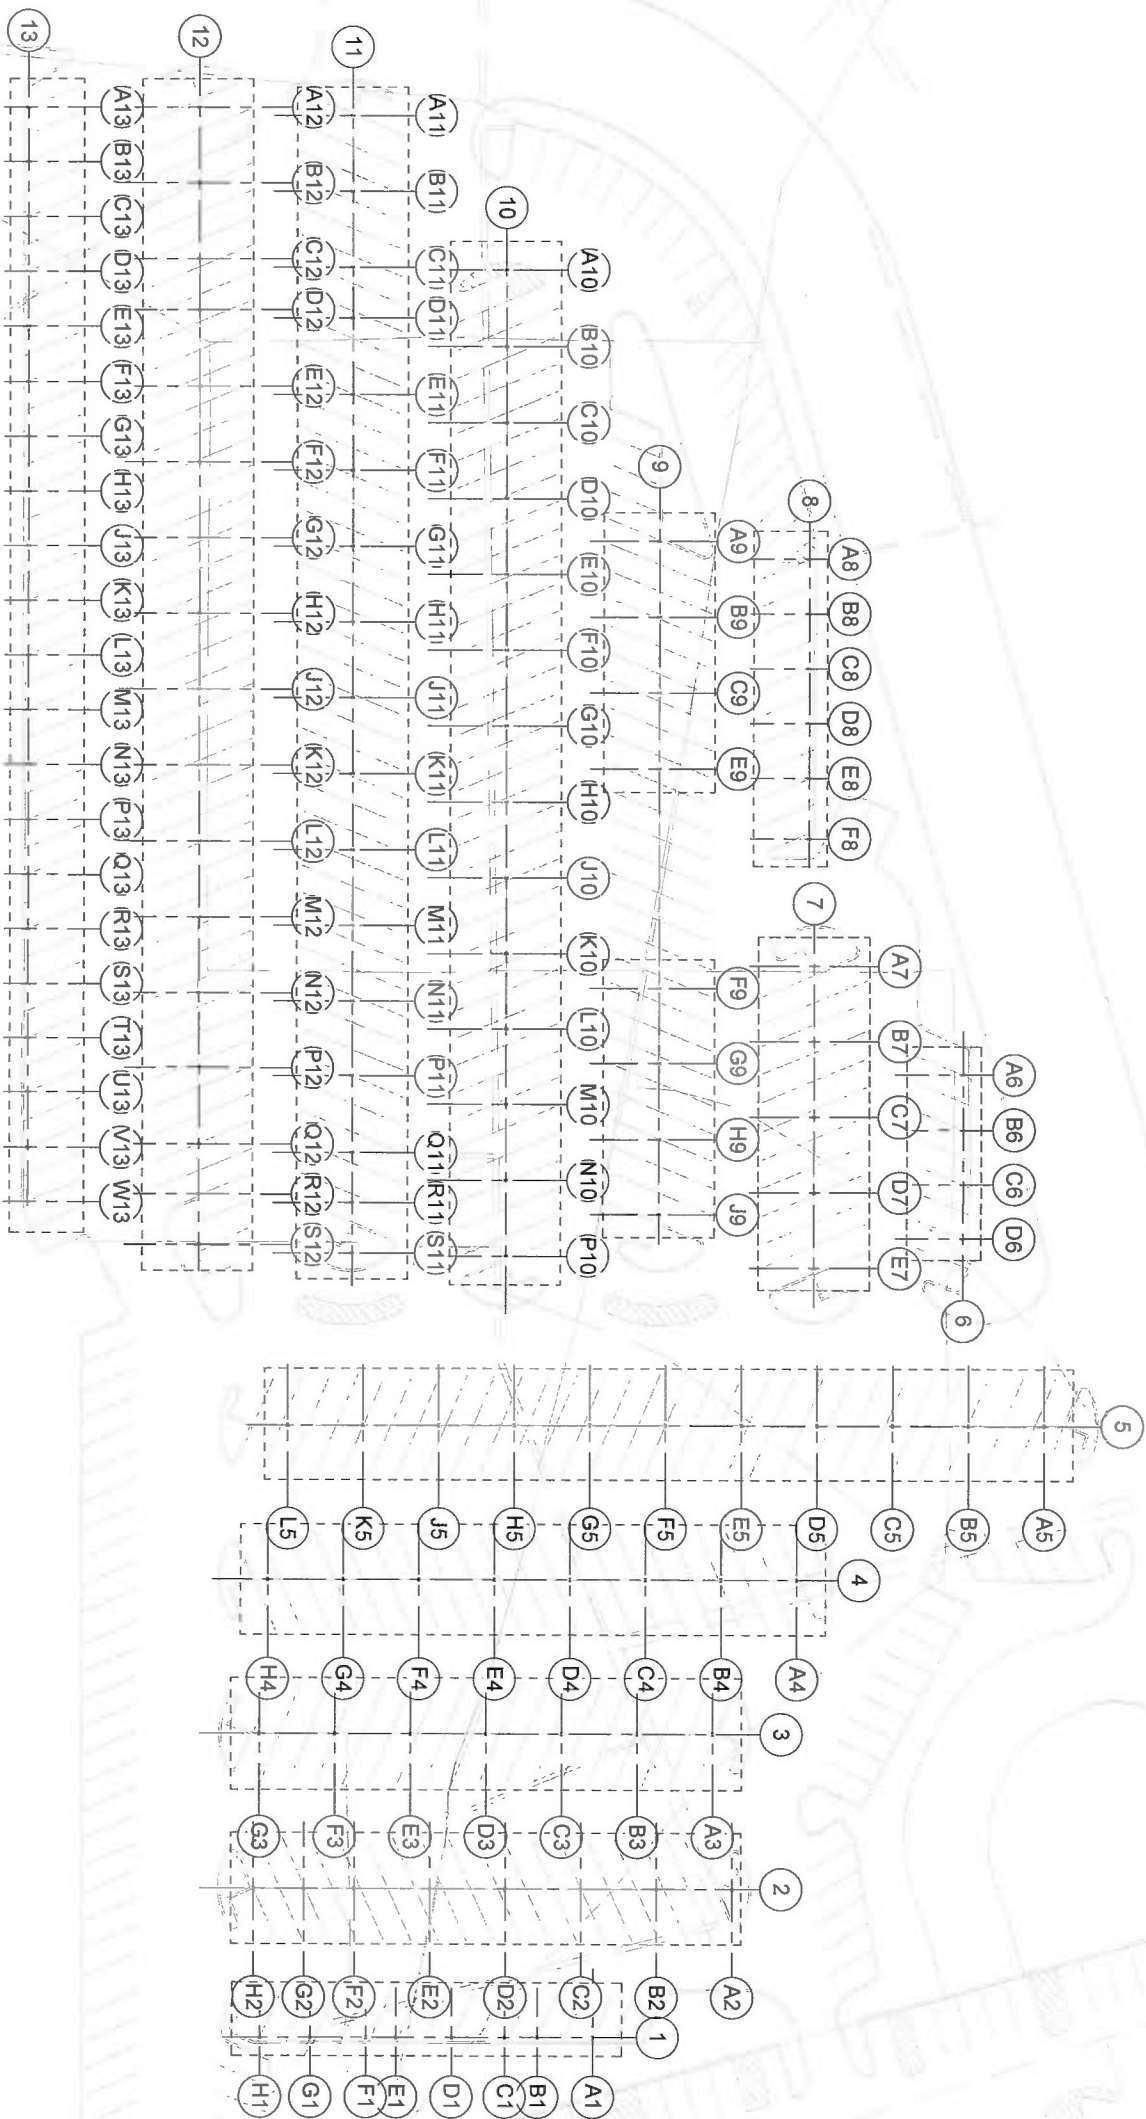 13
12
11
10
9
8
7
6
5
4
3
2
1
A13 B13 C13 D13 E13 F13 G13 H13 J13 K13 L13 M13 N13 P13 Q13 R13 S13 T13 U13 V13 W13
A12 B12 C12 D12 E12 F12 G12 H12 J12 K12 L12 M12 N12 P12 Q12 R12 S12
A11 B11 C11 D11 E11 F11 G11 H11 J11 K11 L11 M11 N11 P11 Q11 R11 S11
A10 B10 C10 D10 E10 F10 G10 H10 J10 K10 L10 M10 N10 P10
A9 B9 C9 E9 F9 G9 H9 J9
A8 B8 C8 D8 E8 F8
A7 B7 C7 D7 E7
A6 B6 C6 D6
L5 K5 J5 H5 G5 F5 E5 D5 C5 B5 A5
H4 G4 F4 E4 D4 C4 B4 A4
G3 F3 E3 D3 C3 B3 A3
H2 G2 F2 E2 D2 C2 B2 A2
H1 G1 F1 E1 D1 C1 B1 A1